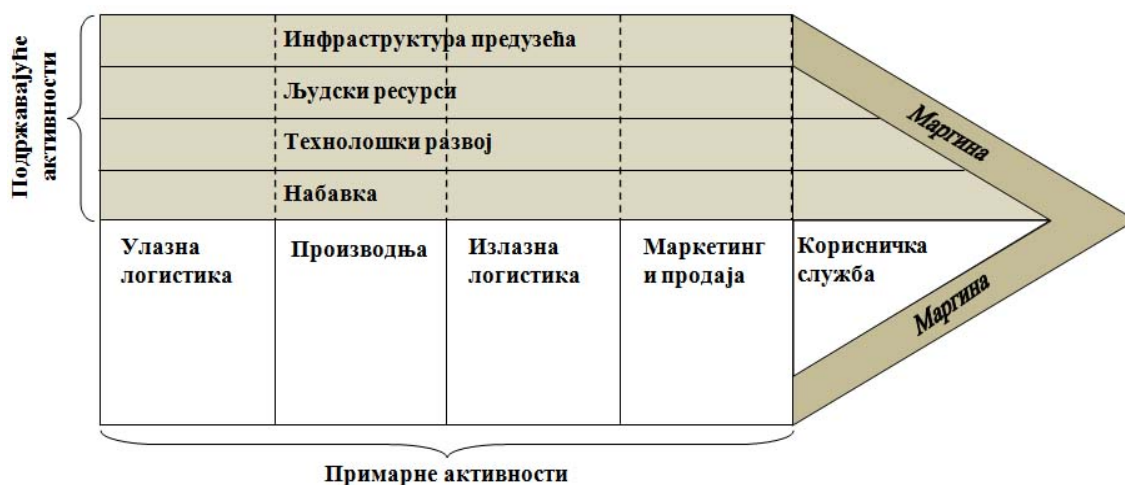 Подржавајуће
активности
Инфраструктура предузећа
Људски ресурси
Технолошки развој
Набавка
Маргина
Улазна
логистика
Производња
Излазна
логистика
Маркетинг
и продаја
Корисничка
служба
Маргина
Примарне активности